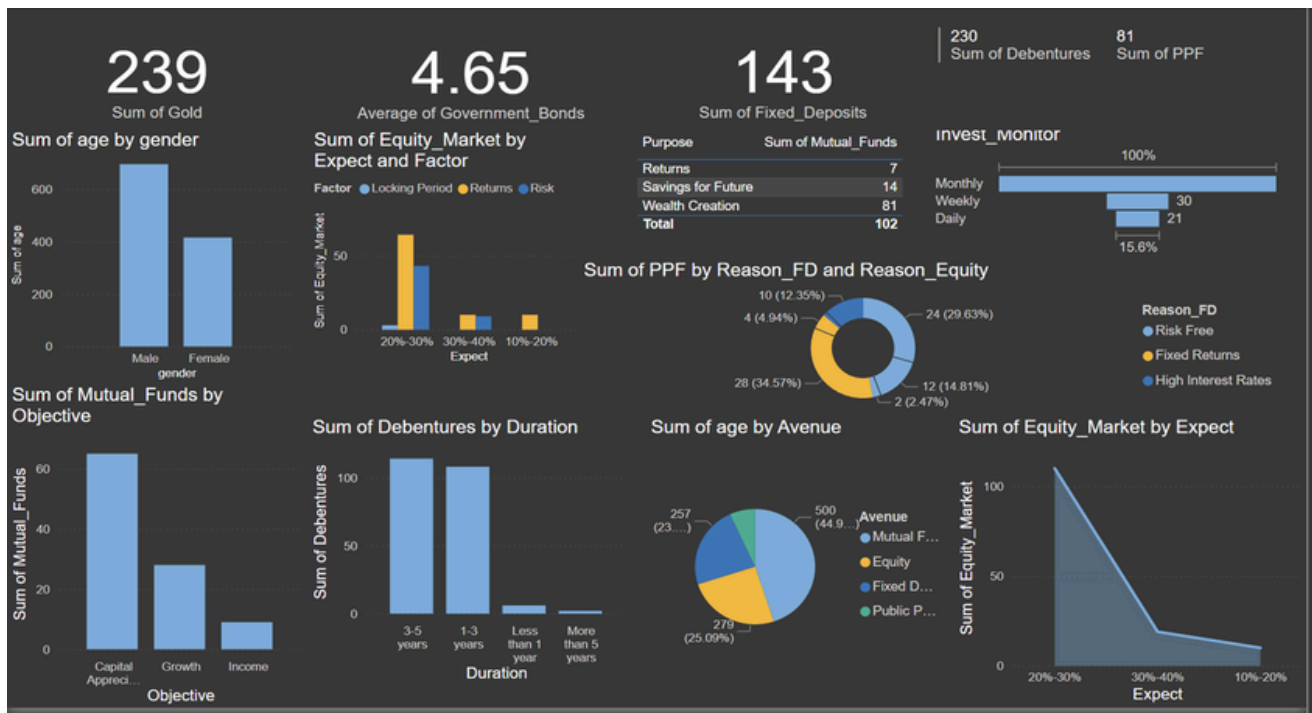 239
Sum of Gold
4.65
Average of Government_Bonds
143
Sum of Fixed_Deposits
230
Sum of Debentures
81
Sum of PPF
Sum of age by gender
Sum of age
600
400
200
0
Male
Female
gender
Sum of Equity_Market by
Expect and Factor
Factor Locking Period Returns Risk
Sum of Equity_Market
50
0
20%-30% 30%-40% 10%-20%
Expect
Purpose Sum of Mutual_Funds
Returns 7
Savings for Future 14
Wealth Creation 81
Total 102
Invest_Monitor
100%
Monthly
Weekly 30
Daily 21
15.6%
Sum of PPF by Reason_FD and Reason_Equity
10 (12.35%)
4 (4.94%)
28 (34.57%)
24 (29.63%)
12 (14.81%)
2 (2.47%)
Reason_FD
Risk Free
Fixed Returns
High Interest Rates
Sum of Mutual_Funds by
Objective
Sum of Mutual_Funds
60
40
20
0
Capital
Appreci...
Growth
Income
Objective
Sum of Debentures by Duration
Sum of Debentures
100
50
0
3-5
years
1-3
years
Less
than 1
year
More
than 5
years
Duration
Sum of age by Avenue
257
(23....)
500
(44.9...)
279
(25.09%)
Avenue
Mutual F...
Equity
Fixed D...
Public P...
Sum of Equity_Market by Expect
Sum of Equity_Market
100
50
0
20%-30%
30%-40%
10%-20%
Expect